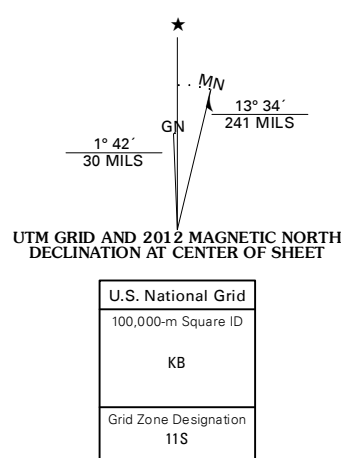 ★
MN
13° 34´
241 MILS
GN
1° 42´
30 MILS
UTM GRID AND 2012 MAGNETIC NORTH
DECLINATION AT CENTER OF SHEET
U.S. National Grid
100,000-m Square ID
KB
Grid Zone Designation
11S